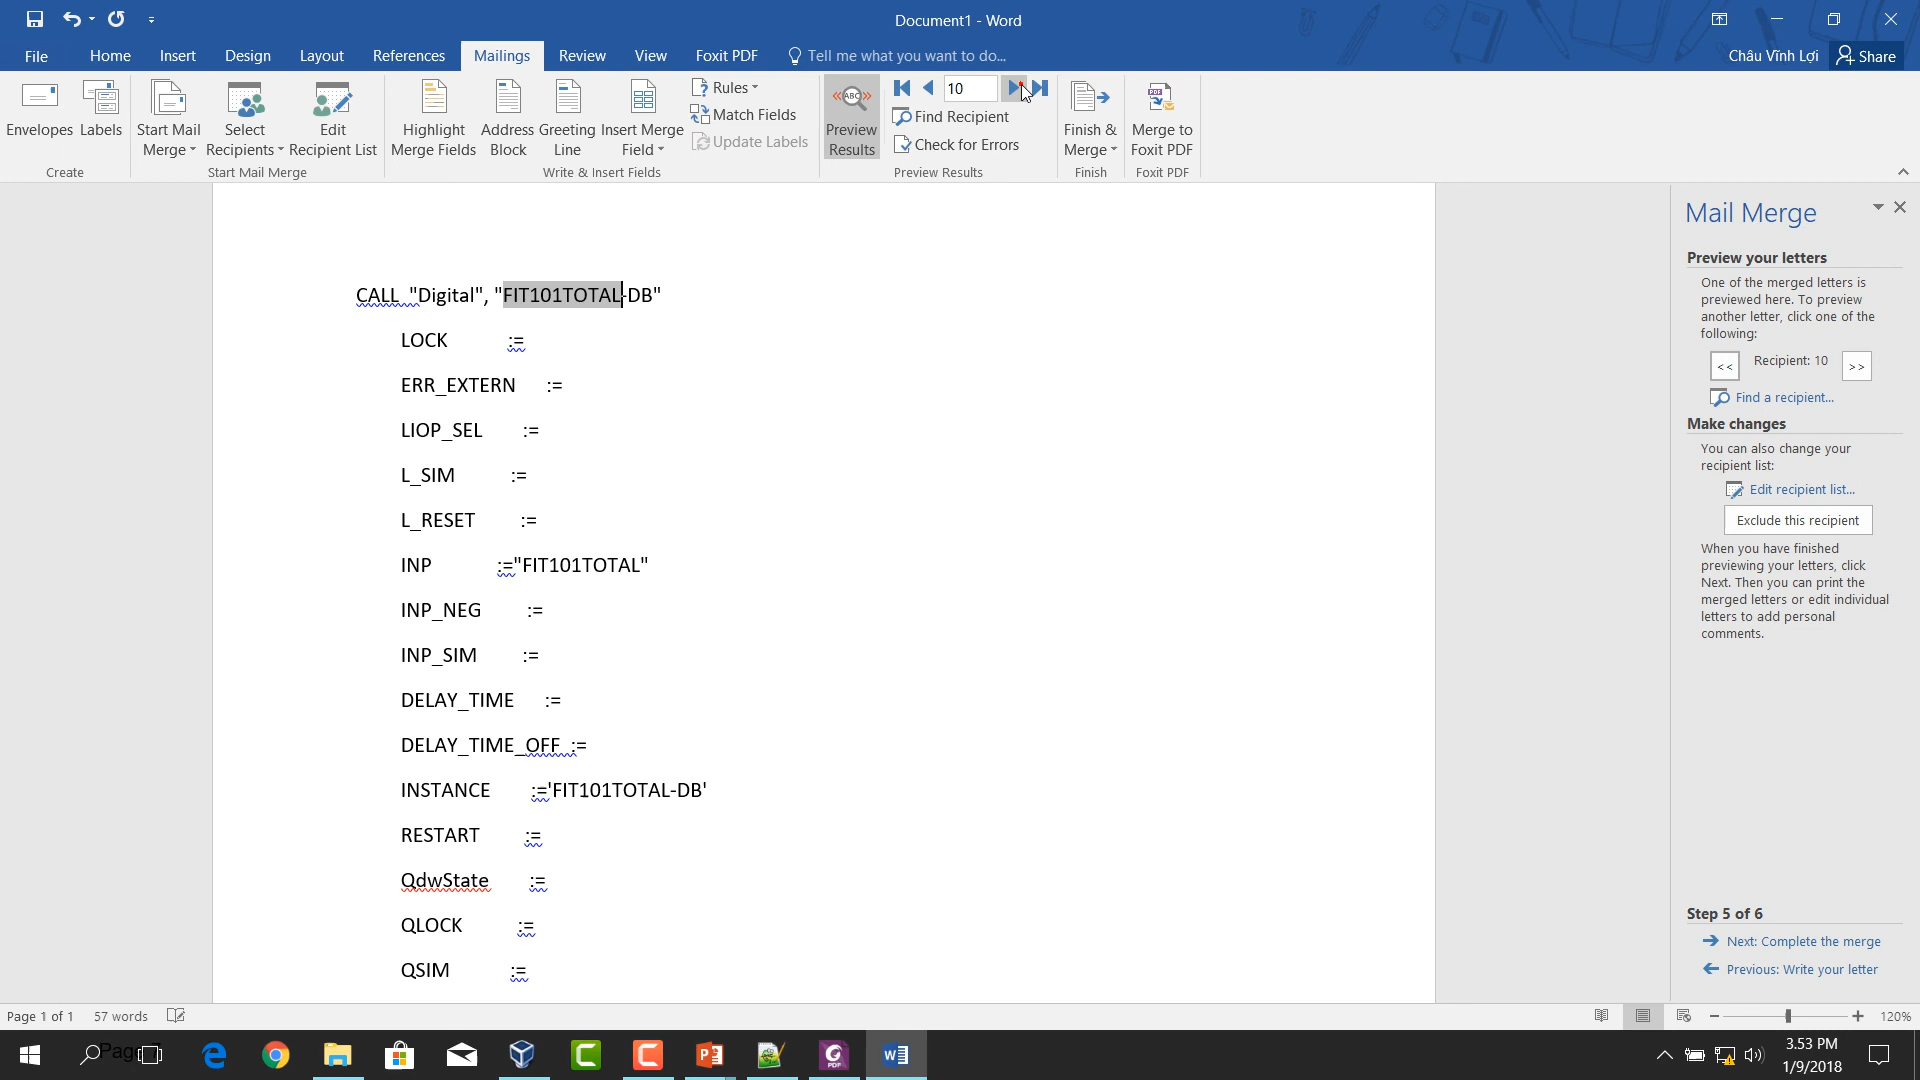 Document1 - Word
File Home Insert Design Layout References Mailings Review View Foxit PDF Tell me what you want to do... Châu Vĩnh Lợi Share
Envelopes Labels
Create
Start Mail Merge
Select Recipients
Edit Recipient List
Start Mail Merge
Highlight Merge Fields
Address Block
Greeting Line
Insert Merge Field
Rules
Match Fields
Update Labels
Write & Insert Fields
ABC
Preview Results
10
Find Recipient
Check for Errors
Preview Results
Finish & Merge
Finish
Merge to Foxit PDF
Foxit PDF
CALL "Digital", "FIT101TOTAL-DB"
LOCK :=
ERR_EXTERN :=
LIOP_SEL :=
L_SIM :=
L_RESET :=
INP :="FIT101TOTAL"
INP_NEG :=
INP_SIM :=
DELAY_TIME :=
DELAY_TIME_OFF :=
INSTANCE :='FIT101TOTAL-DB'
RESTART :=
QdwState :=
QLOCK :=
QSIM :=
Mail Merge
Preview your letters
One of the merged letters is
previewed here. To preview
another letter, click one of the
following:
<< Recipient: 10 >>
Find a recipient...
Make changes
You can also change your
recipient list:
Edit recipient list...
Exclude this recipient
When you have finished
previewing your letters, click
Next. Then you can print the
merged letters or edit individual
letters to add personal
comments.
Step 5 of 6
Next: Complete the merge
Previous: Write your letter
Page 1 of 1 57 words 120%
3.53 PM
1/9/2018